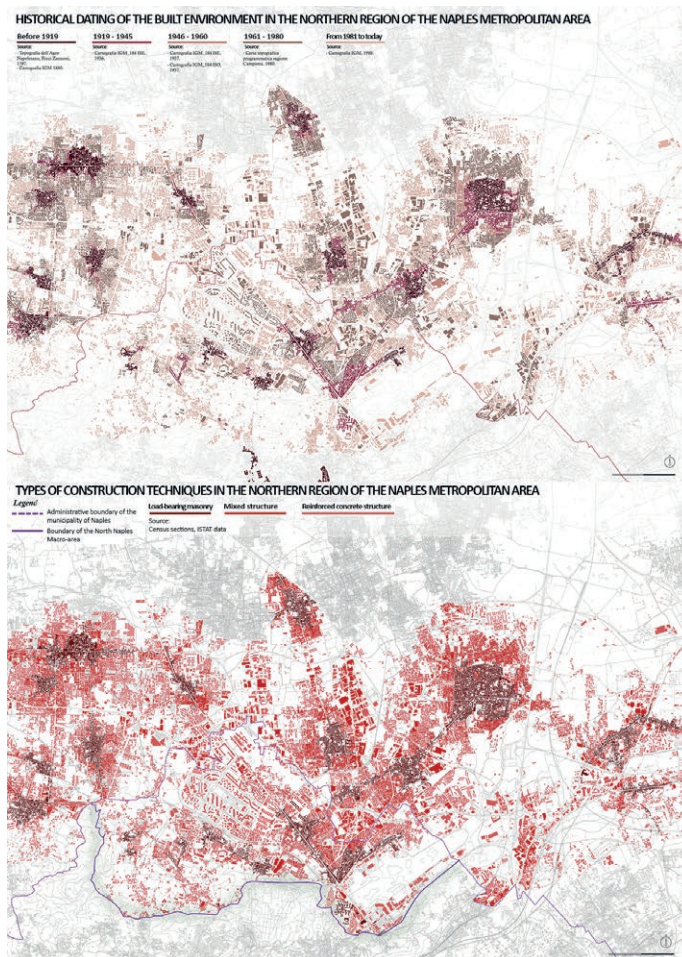 HISTORICAL DATING OF THE BUILT ENVIRONMENT IN THE NORTHERN REGION OF THE NAPLES METROPOLITAN AREA
Before 1919
1919 - 1945
1946 - 1960
1961 - 1980
From 1981 to today
Source
Source
Source
Source
Source
TYPES OF CONSTRUCTION TECHNIQUES IN THE NORTHERN REGION OF THE NAPLES METROPOLITAN AREA
Legend
Administrative boundary of the
municipality of Naples
Boundary of the North Naples
Macro-area
Load-bearing masonry
Mixed structure
Reinforced concrete structure
Source:
Census sections, ISTAT data